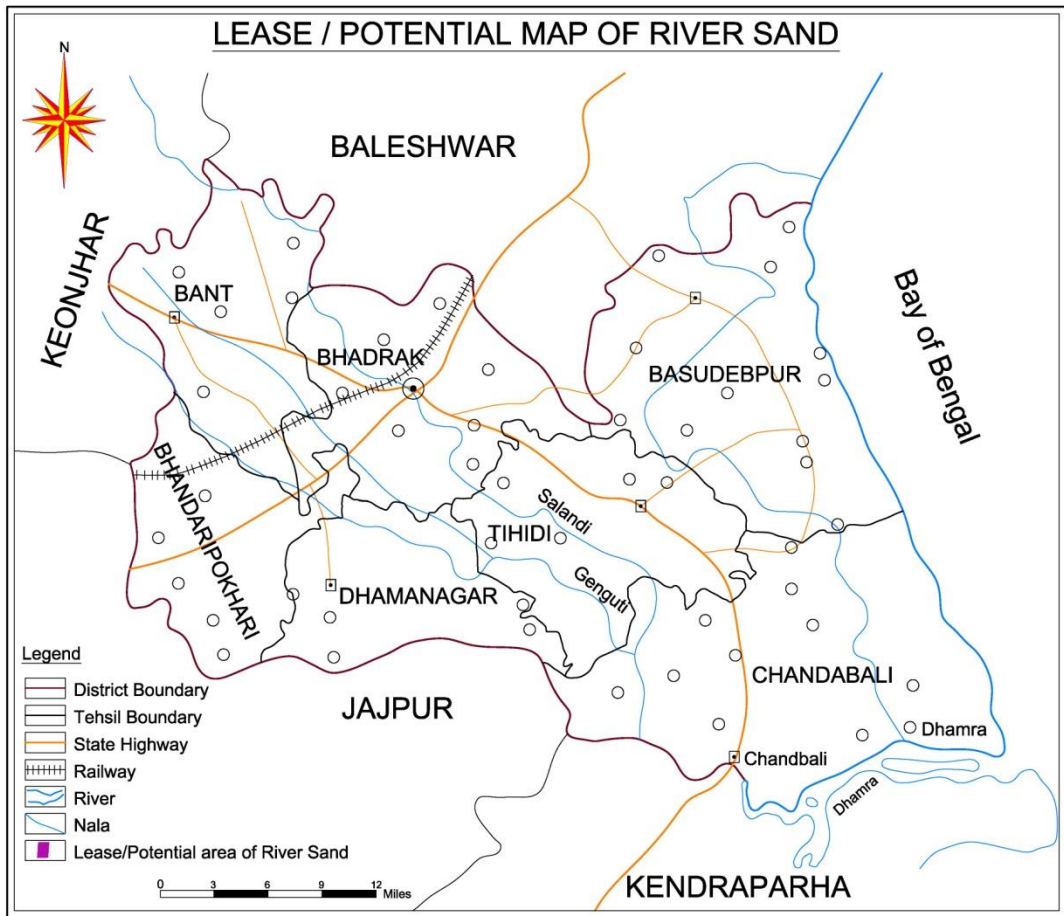 LEASE / POTENTIAL MAP OF RIVER SAND
N
BALESHWAR
KEONJHAR
BANT
BHADRAK
BASUDEBPUR
Bay of Bengal
BHANDARIPOKHARI
Salandi
TIHIDI
Genguti
DHAMANAGAR
CHANDABALI
JAJPUR
Dhamra
Chandbali
Dhamra
KENDRAPARHA
Legend
District Boundary
Tehsil Boundary
State Highway
Railway
River
Nala
Lease/Potential area of River Sand
0 3 6 9 12
Miles